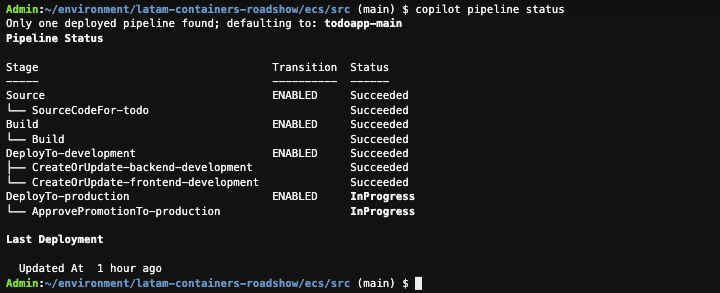 Admin:~/environment/latam-containers-roadshow/ecs/src (main) $ copilot pipeline status
Only one deployed pipeline found; defaulting to: todoapp-main
Pipeline Status

Stage                                Transition  Status
-----                                ----------  ------
Source                               ENABLED     Succeeded
└── SourceCodeFor-todo                           Succeeded
Build                                ENABLED     Succeeded
└── Build                                        Succeeded
DeployTo-development                 ENABLED     Succeeded
├── CreateOrUpdate-backend-development           Succeeded
└── CreateOrUpdate-frontend-development          Succeeded
DeployTo-production                  ENABLED     InProgress
└── ApprovePromotionTo-production                InProgress

Last Deployment

  Updated At  1 hour ago
Admin:~/environment/latam-containers-roadshow/ecs/src (main) $